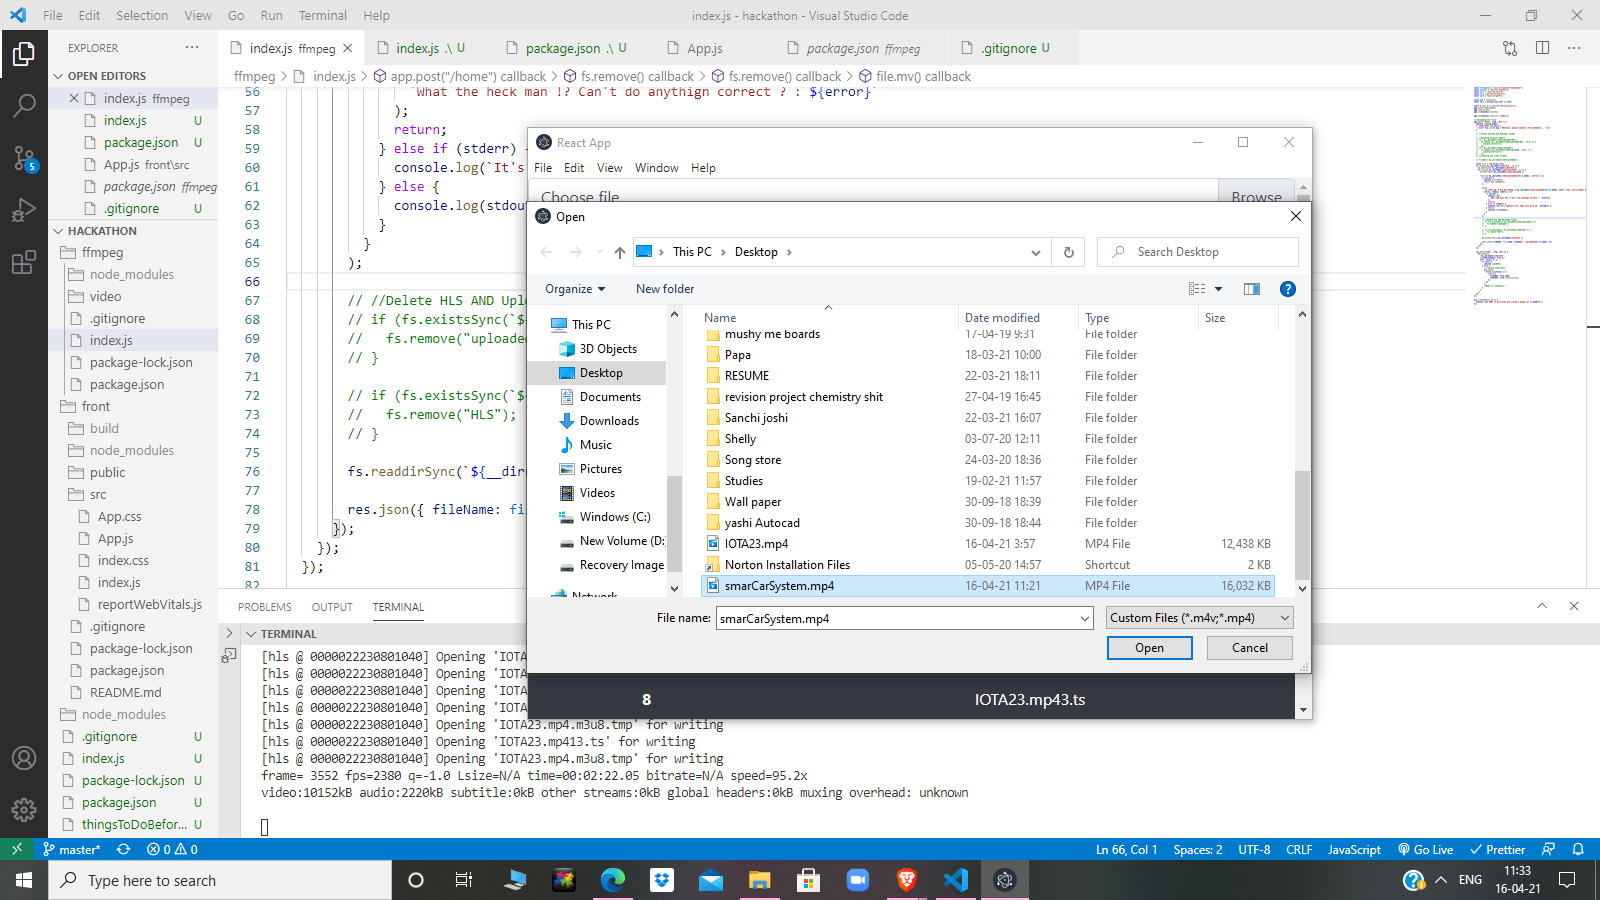 File Edit Selection View Go Run Terminal Help
index.js - hackathon - Visual Studio Code
EXPLORER
OPEN EDITORS
index.js ffmpeg
index.js U
package.json U
App.js front\src
package.json ffmpeg
.gitignore U
HACKATHON
ffmpeg
node_modules
video
.gitignore
index.js
package-lock.json
package.json
front
build
node_modules
public
src
App.css
App.js
index.css
index.js
reportWebVitals.js
.gitignore
package-lock.json
package.json
README.md
node_modules
.gitignore U
index.js U
package-lock.json U
package.json U
thingsToDoBefor... U
5
index.js ffmpeg
index.js .\ U
package.json .\ U
App.js
package.json ffmpeg
.gitignore U
ffmpeg > index.js > app.post("/home") callback > fs.remove() callback > fs.remove() callback > file.mv() callback
56 `What the heck man !? Can't do anythign correct ? : ${error}`
57 );
58 return;
59 } else if (stderr)
60 console.log(`It's
61 } else {
62 console.log(stdou
63 }
64 }
65 );
66
67 // //Delete HLS AND Uplo
68 // if (fs.existsSync(`$
69 // fs.remove("uploaded
70 // }
71
72 // if (fs.existsSync(`$
73 // fs.remove("HLS");
74 // }
75
76 fs.readdirSync(`${__dir
77
78 res.json({ fileName: fi
79 });
80 });
81 });
82
React App
File Edit View Window Help
Choose file Browse
Open
This PC > Desktop >
Search Desktop
Organize New folder
This PC
3D Objects
Desktop
Documents
Downloads
Music
Pictures
Videos
Windows (C:)
New Volume (D:
Recovery Image
Network
Name Date modified Type Size
mushy me boards 17-04-19 9:31 File folder
Papa 18-03-21 10:00 File folder
RESUME 22-03-21 18:11 File folder
revision project chemistry shit 27-04-19 16:45 File folder
Sanchi joshi 22-03-21 16:07 File folder
Shelly 03-07-20 12:11 File folder
Song store 24-03-20 18:36 File folder
Studies 19-02-21 11:57 File folder
Wall paper 30-09-18 18:39 File folder
yashi Autocad 30-09-18 18:44 File folder
IOTA23.mp4 16-04-21 3:57 MP4 File 12,438 KB
Norton Installation Files 05-05-20 14:57 Shortcut 2 KB
smarCarSystem.mp4 16-04-21 11:21 MP4 File 16,032 KB
File name: smarCarSystem.mp4 Custom Files (*.m4v;*.mp4)
Open Cancel
8 IOTA23.mp43.ts
PROBLEMS OUTPUT TERMINAL
TERMINAL
[hls @ 0000022230801040] Opening 'IOTA
[hls @ 0000022230801040] Opening 'IOTA
[hls @ 0000022230801040] Opening 'IOTA
[hls @ 0000022230801040] Opening 'IOTA
[hls @ 0000022230801040] Opening 'IOTA23.mp4.m3u8.tmp' for writing
[hls @ 0000022230801040] Opening 'IOTA23.mp413.ts' for writing
[hls @ 0000022230801040] Opening 'IOTA23.mp4.m3u8.tmp' for writing
frame= 3552 fps=2380 q=-1.0 Lsize=N/A time=00:02:22.05 bitrate=N/A speed=95.2x
video:10152kB audio:2220kB subtitle:0kB other streams:0kB global headers:0kB muxing overhead: unknown
master* 0 0 Ln 66, Col 1 Spaces: 2 UTF-8 CRLF JavaScript Go Live Prettier
Type here to search
ENG
11:33
16-04-21